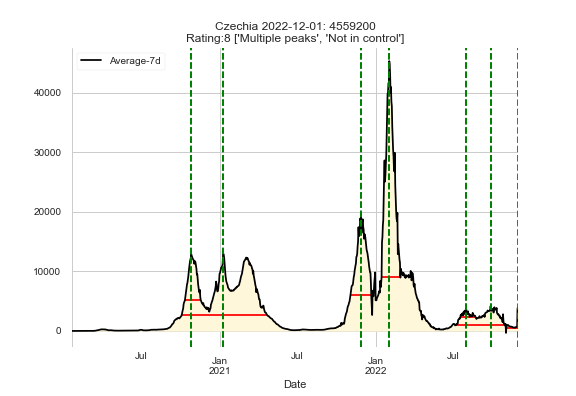 Czechia 2022-12-01: 4559200
Rating:8 ['Multiple peaks', 'Not in control']
Average-7d
40000
30000
20000
10000
0
Jul
Jan
2021
Jul
Jan
2022
Jul
Date